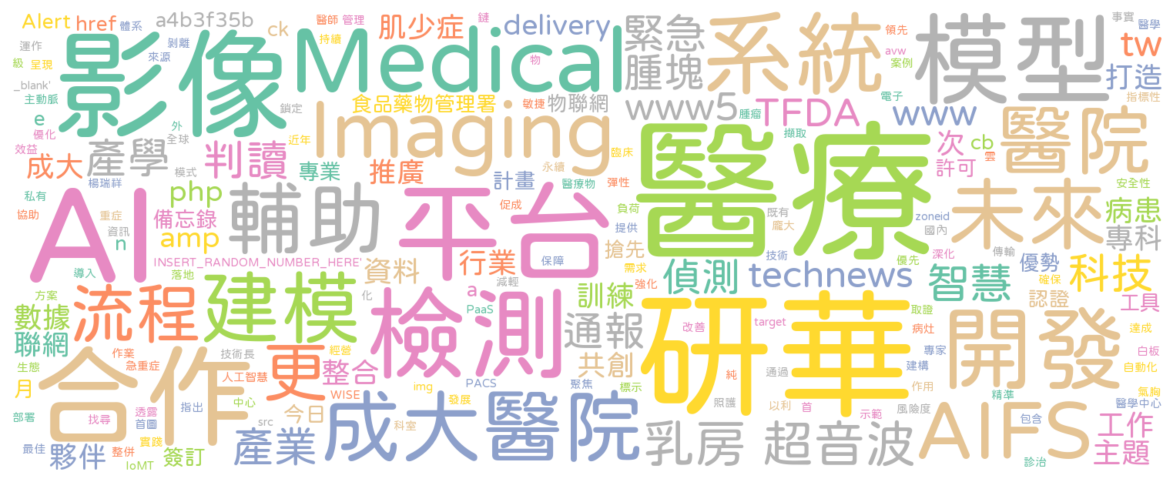 Alert
href
體系
a4b3f35b
ck
醫師
管理
鏈
肌少症
delivery
緊急
系統
領先
模型
事實
醫學
運作
剝離
來源
影像
持續
Medical
物
腫塊
avw
案例
tw
級
呈現
_blank'
主動脈
鎖定
食品藥物管理署
敏捷
物聯網
www5
腫瘤
TFDA
www
電子
打造
指標性
e
優化
外
全球
近年
Imaging
永續
臨床
擷取
醫療
次
cb
雲
許可
醫院
效益
成大
產學
模式
判讀
專業
推廣
計畫
醫療物
彈性
安全性
楊瑞祥
私有
php
AI
輔助
平台
促成
負荷
既有
龐大
zoneid
國內
未來
病患
專科
協助
重症
備忘錄
資訊
n
amp
提供
搶先
INSERT_RANDOM_NUMBER_HERE'
保障
技術
深化
傳輸
優勢
導入
落地
資料
行業
減輕
偵測
需求
強化
technews
優先
智慧
確保
科技
方案
數據
流程
建模
化
a
PaaS
檢測
訓練
研華
取證
認證
工具
聯網
通報
改善
target
病灶
開發
達成
生態
作業
急重症
技術長
經營
更
整合
共創
純
通過
專家
建構
白板
自動化
月
合作
人工智慧
WISE
img
發展
PACS
聚焦
標示
照護
以利
首
作用
示範
風險度
精準
氣胸
醫學中心
部署
找尋
透露
首圖
指出
中心
今日
src
科室
成大醫院
乳房
超音波
AIFS
包含
工作
主題
最佳
夥伴
實踐
整併
IoMT
簽訂
產業
診治